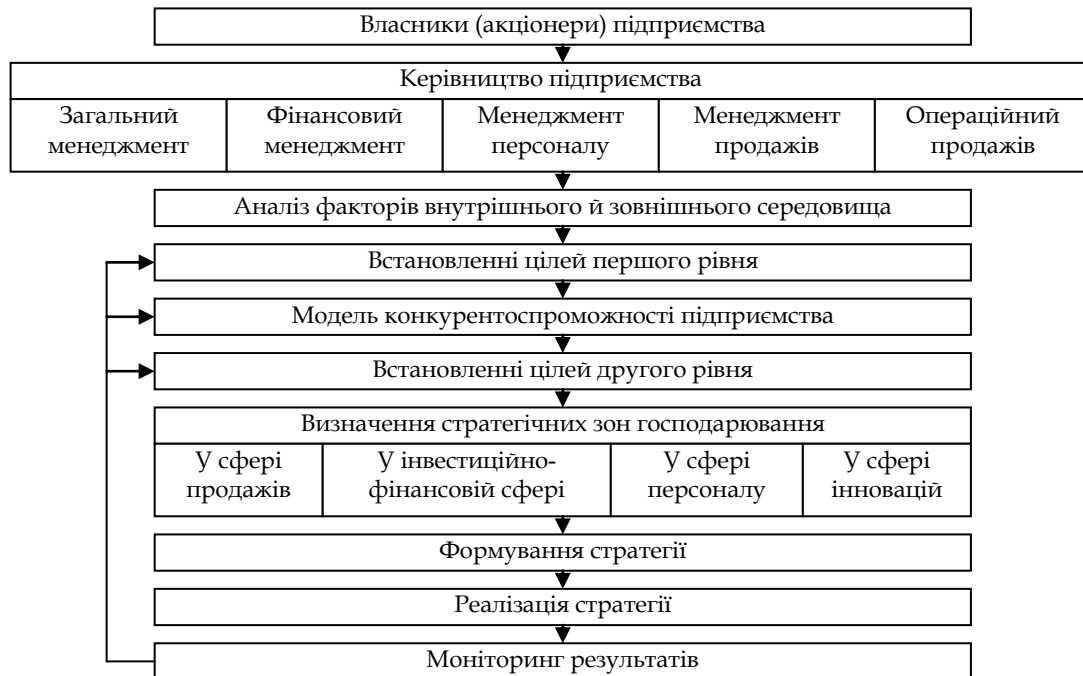 Власники (акціонери) підприємства
Керівництво підприємства
Загальний
менеджмент
Фінансовий
менеджмент
Менеджмент
персоналу
Менеджмент
продажів
Операційний
продажів
Аналіз факторів внутрішнього й зовнішнього середовища
Встановленні цілей першого рівня
Модель конкурентоспроможності підприємства
Встановленні цілей другого рівня
Визначення стратегічних зон господарювання
У сфері
продажів
У інвестиційно-
фінансовій сфері
У сфері
персоналу
У сфері
інновацій
Формування стратегії
Реалізація стратегії
Моніторинг результатів